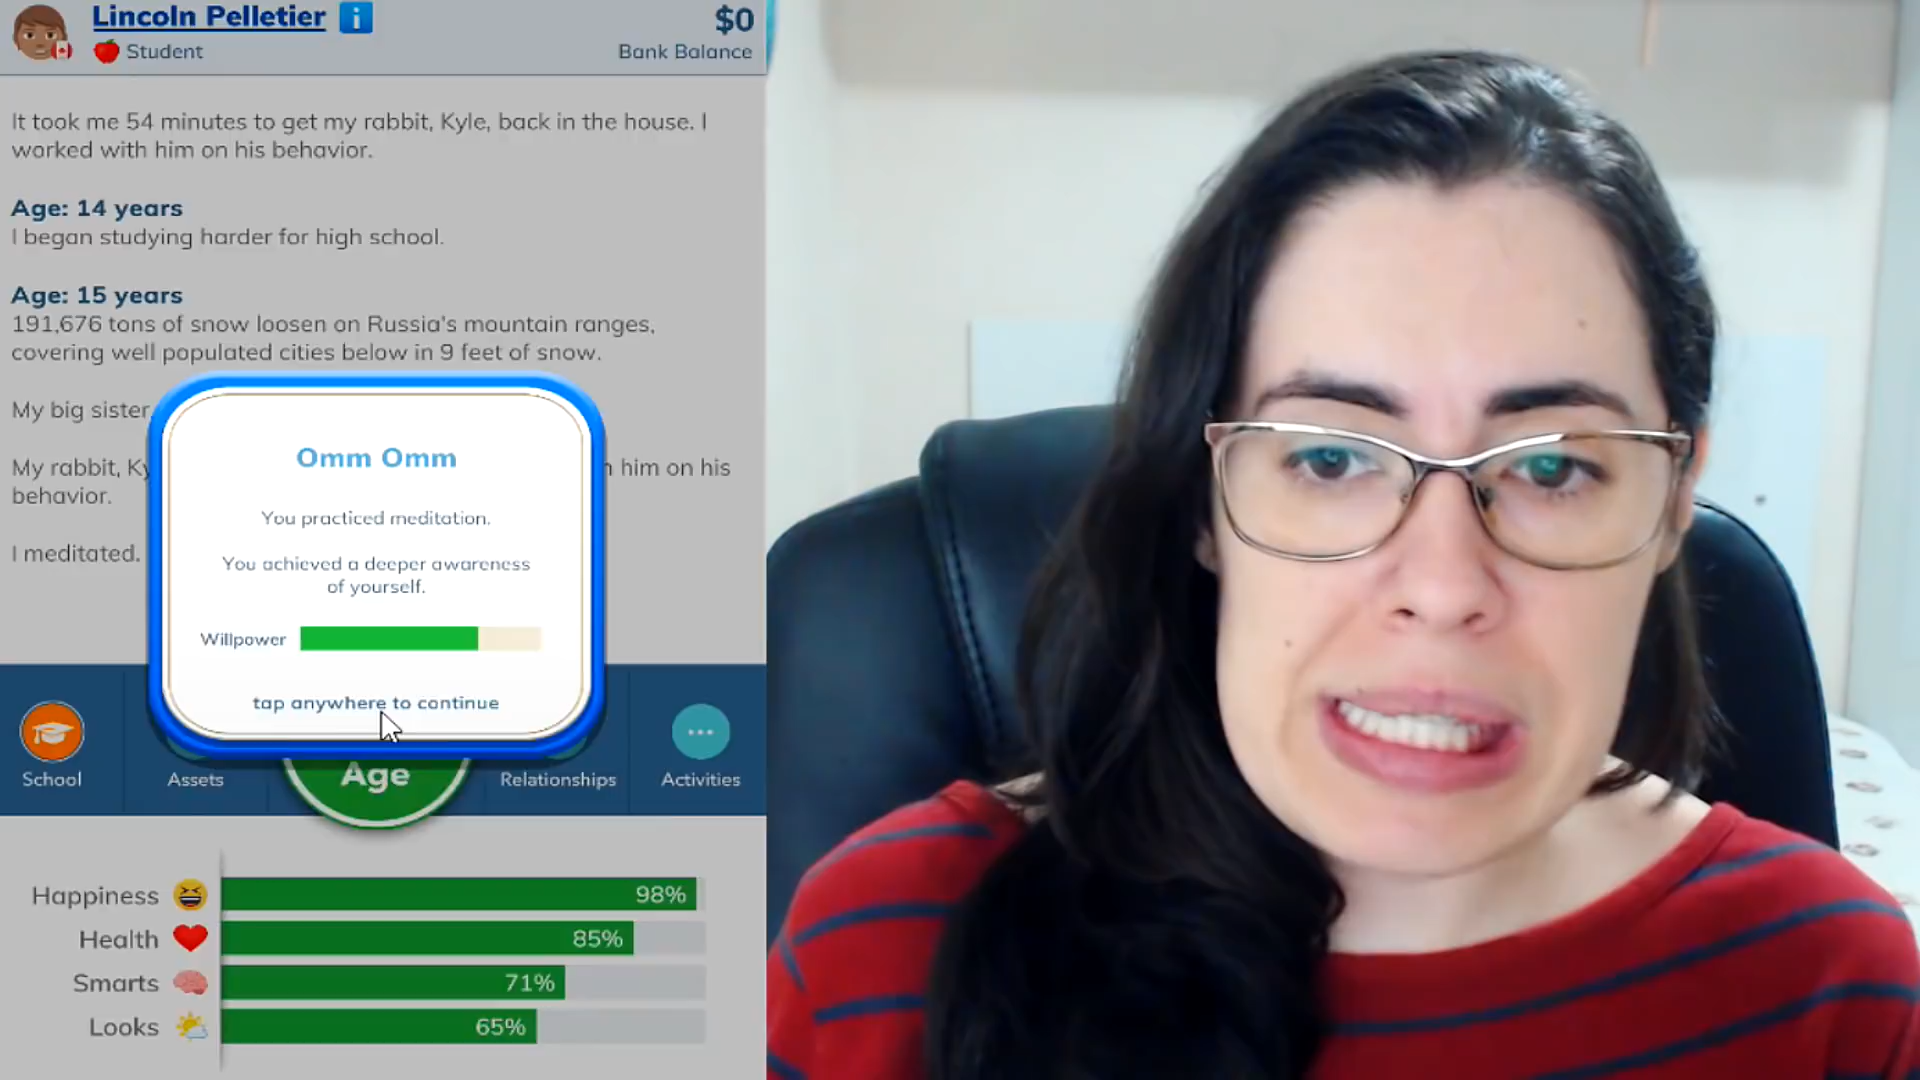 Lincoln Pelletier
$0
Student
Bank Balance
It took me 54 minutes to get my rabbit, Kyle, back in the house. I
worked with him on his behavior.
Age: 14 years
I began studying harder for high school.
Age: 15 years
191,676 tons of snow loosen on Russia's mountain ranges,
covering well populated cities below in 9 feet of snow.
My big sister,
My rabbit, Ky
him on his
behavior.
I meditated.
Omm Omm
You practiced meditation.
You achieved a deeper awareness
of yourself.
Willpower
tap anywhere to continue
School
Assets
Age
Relationships
Activities
Happiness 98%
Health 85%
Smarts 71%
Looks 65%